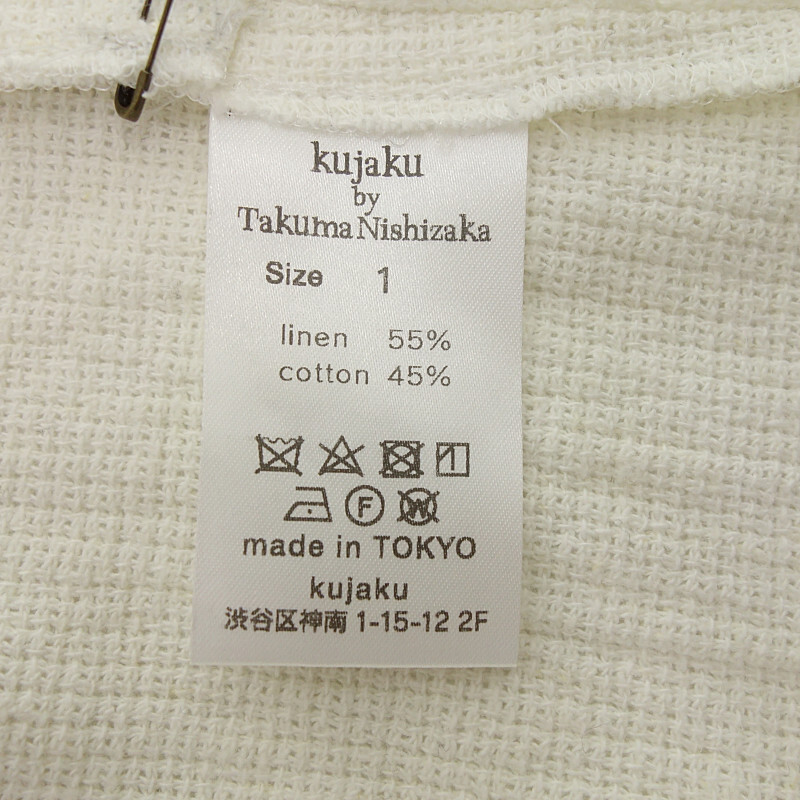 kujaku
by
Takuma Nishizaka
Size 1
linen 55%
cotton 45%
F W
made in TOKYO
kujaku
渋谷区神南 1-15-12 2F